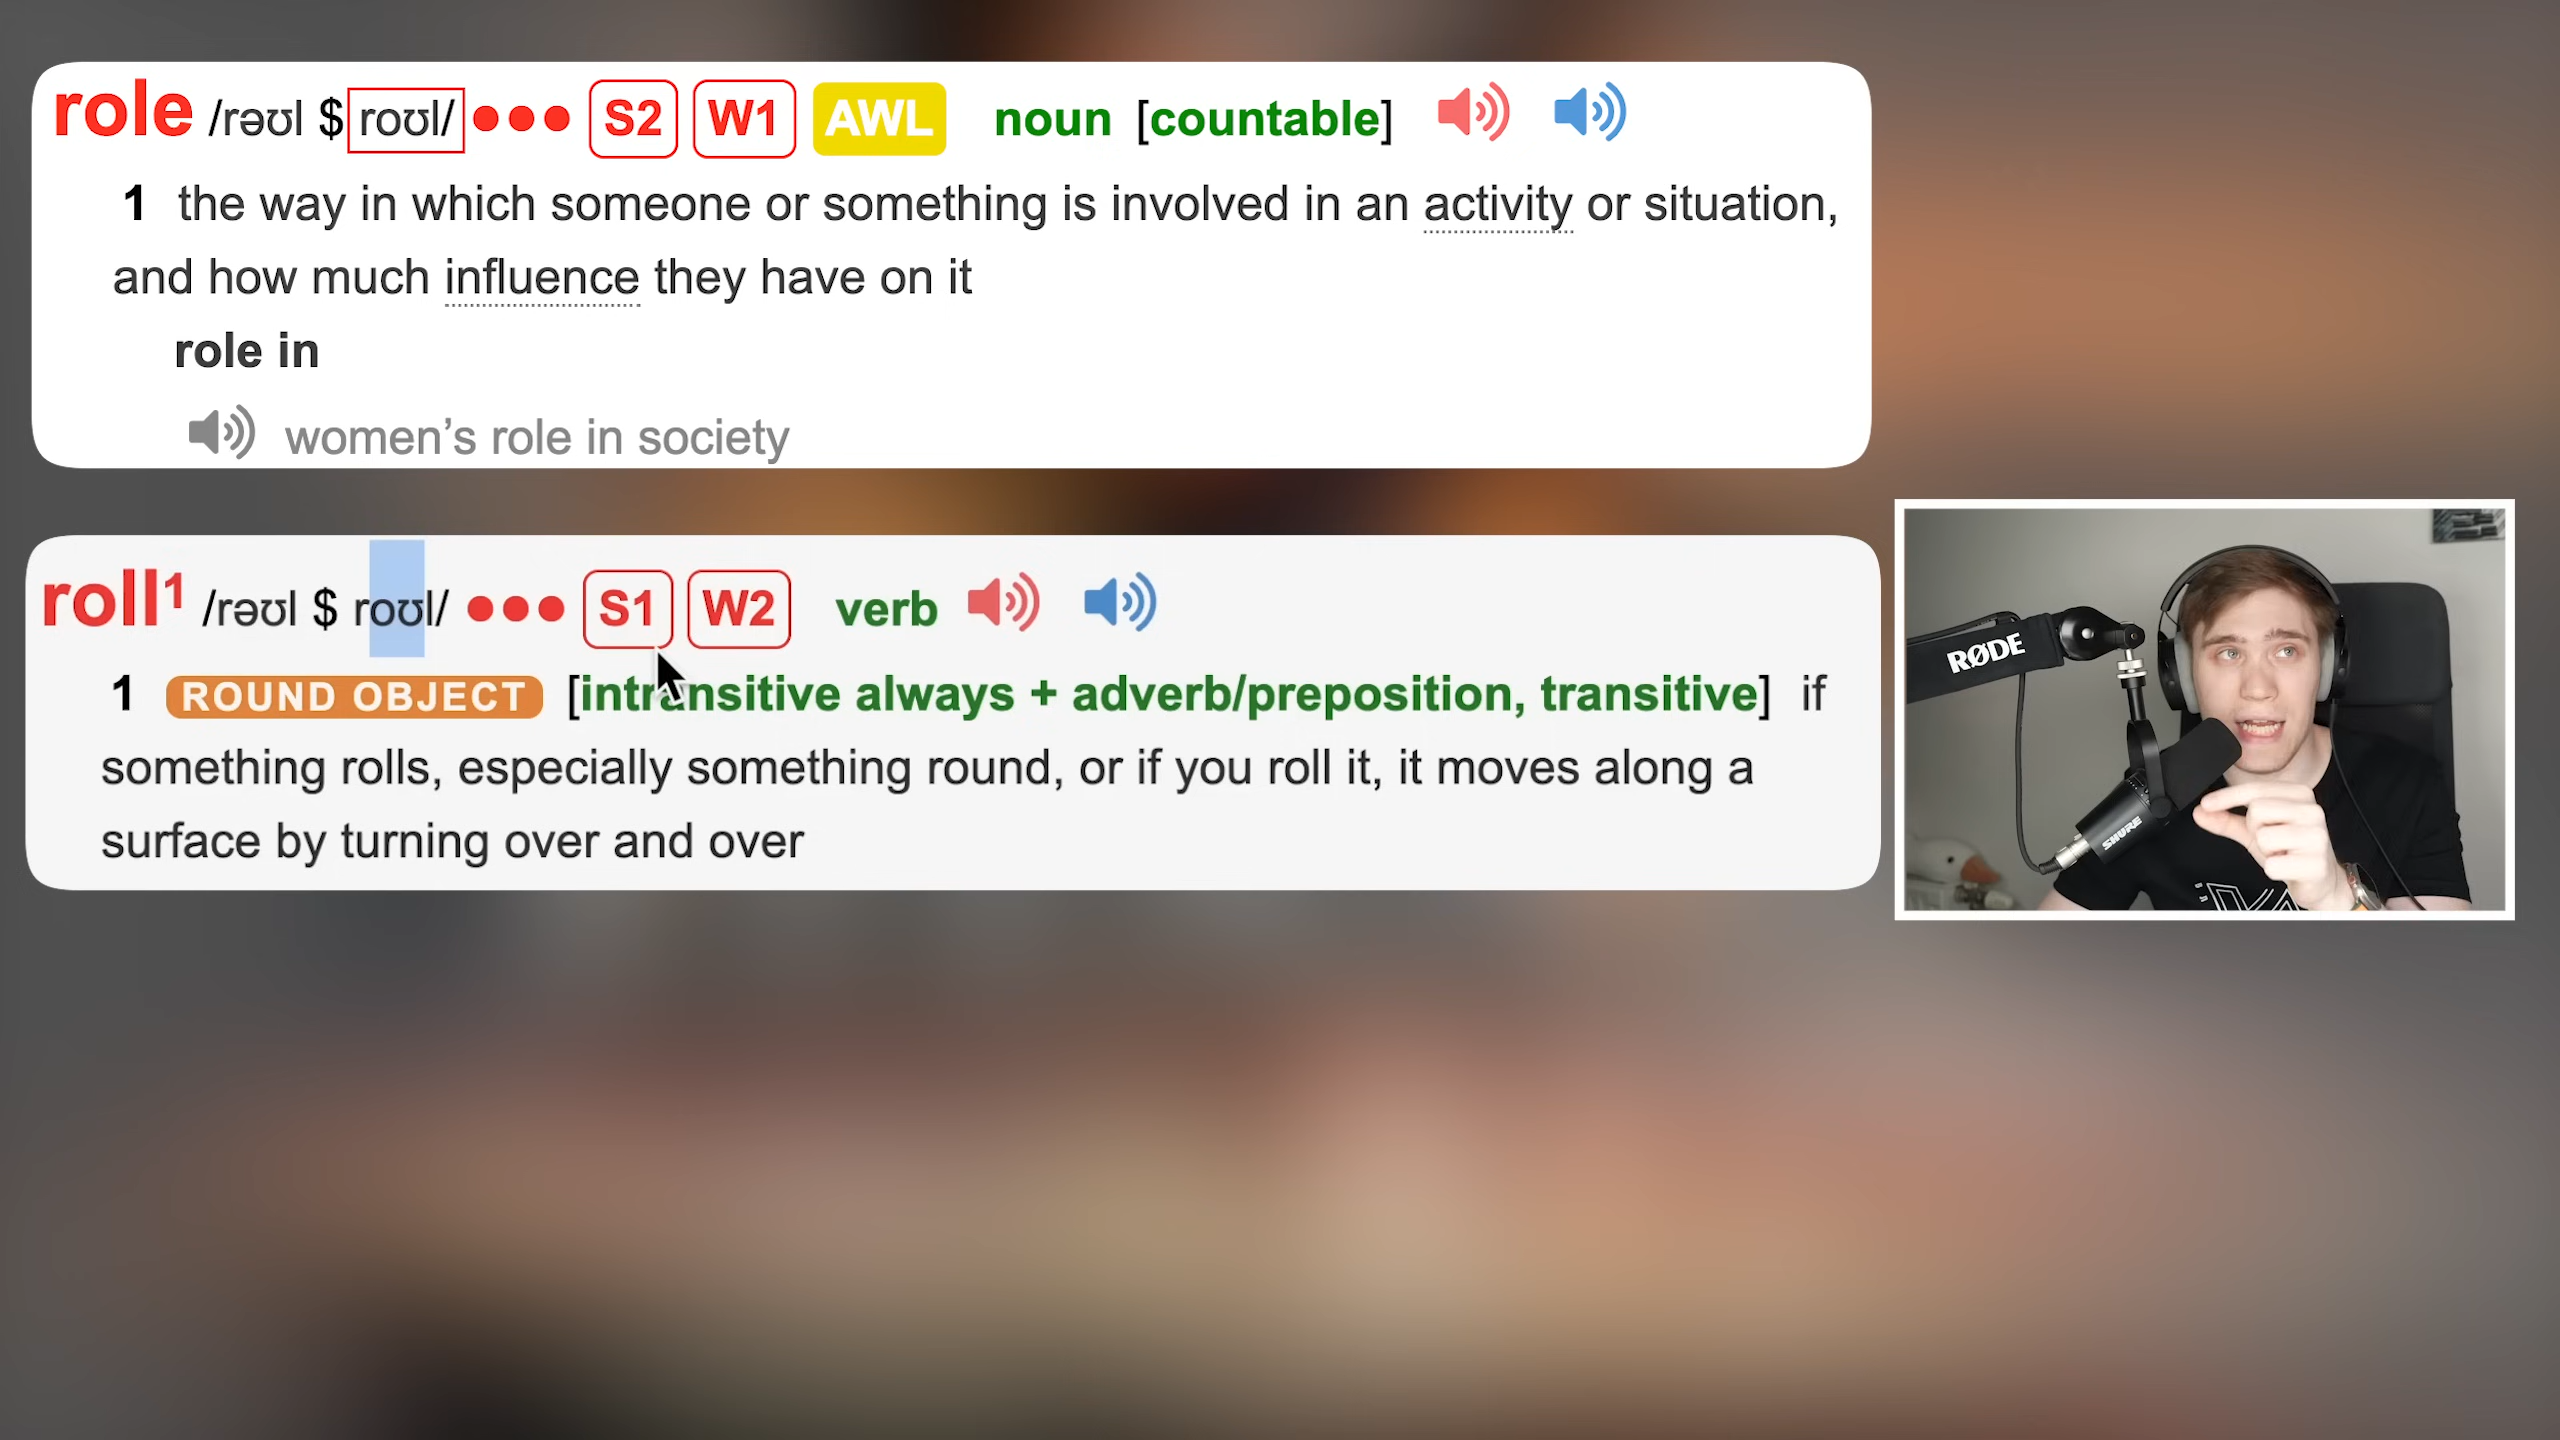 role /rəʊl $ roʊl/ ●●● S2 W1 AWL noun [countable]
1 the way in which someone or something is involved in an activity or situation,
and how much influence they have on it
role in
women’s role in society
roll¹ /rəʊl $ roʊl/ ●●● S1 W2 verb
1 ROUND OBJECT [intransitive always + adverb/preposition, transitive] if
something rolls, especially something round, or if you roll it, it moves along a
surface by turning over and over
RØDE
SHURE